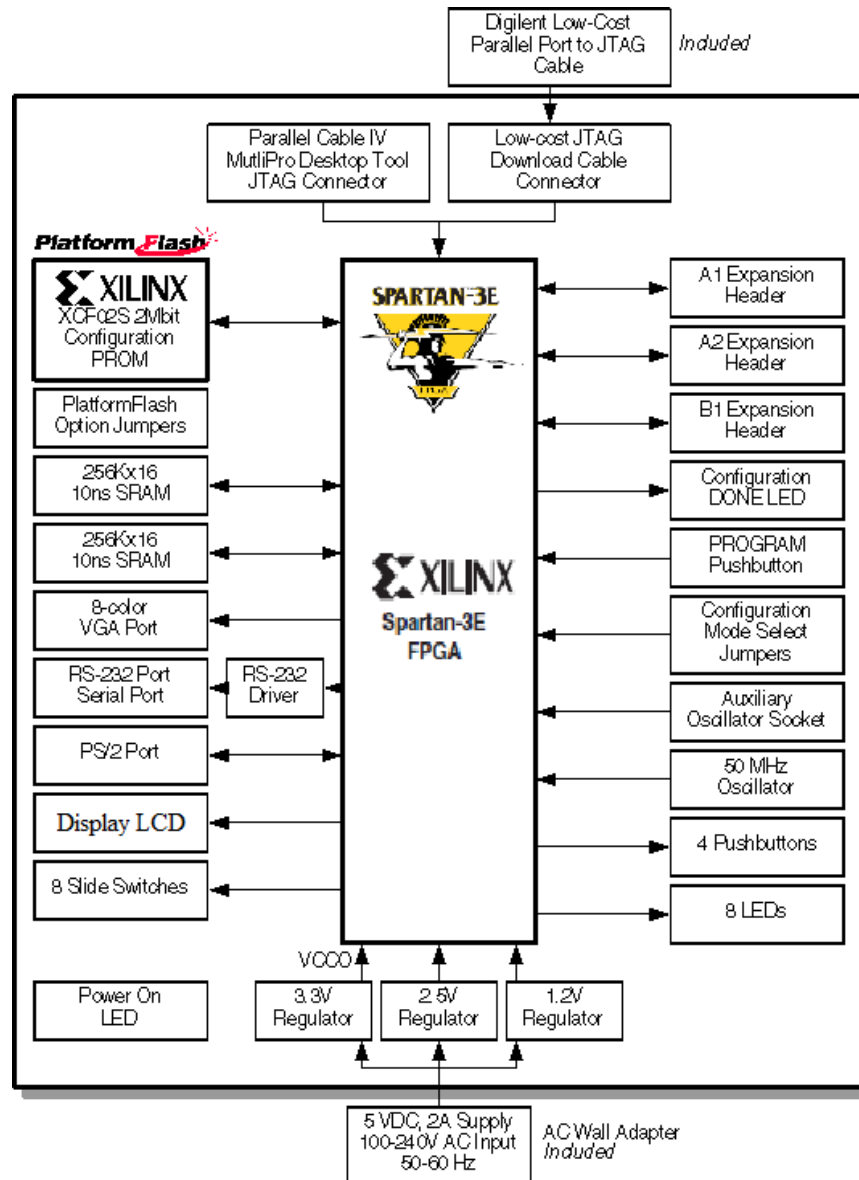 Digilent Low-Cost
Parallel Port to JTAG
Cable
Included
Parallel Cable IV
MutliPro Desktop Tool
JTAG Connector
Low-cost JTAG
Download Cable
Connector
Platform Flash
XILINX
XCF02S 2Mbit
Configuration
PROM
PlatformFlash
Option Jumpers
256Kx16
10ns SRAM
256Kx16
10ns SRAM
8-color
VGA Port
RS-232 Port
Serial Port
RS-232
Driver
PS/2 Port
Display LCD
8 Slide Switches
Power On
LED
SPARTAN-3E
FPGA
XILINX
Spartan-3E
FPGA
A1 Expansion
Header
A2 Expansion
Header
B1 Expansion
Header
Configuration
DONE LED
PROGRAM
Pushbutton
Configuration
Mode Select
Jumpers
Auxiliary
Oscillator Socket
50 MHz
Oscillator
4 Pushbuttons
8 LEDs
VCCO
3.3V
Regulator
2.5V
Regulator
1.2V
Regulator
5 VDC, 2A Supply
100-240V AC Input
50-60 Hz
AC Wall Adapter
Included